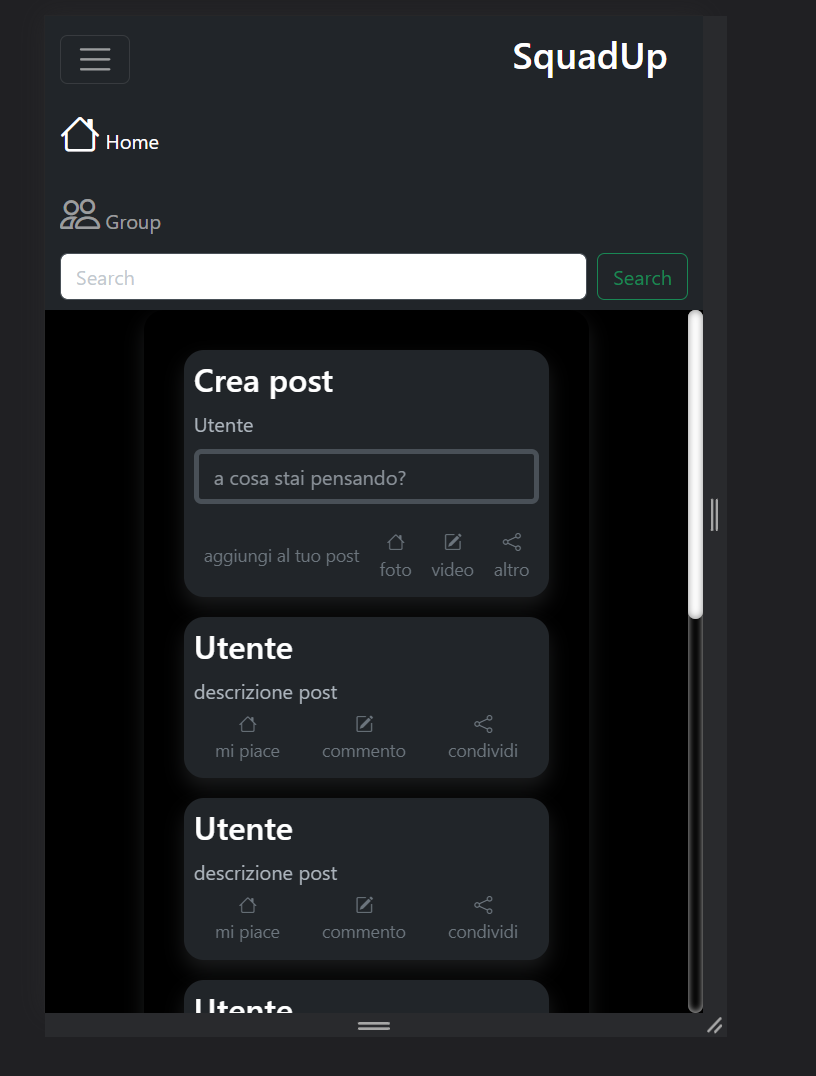 SquadUp
Home
Group
Search Search
Crea post
Utente
a cosa stai pensando?
aggiungi al tuo post foto video altro
Utente
descrizione post
mi piace commento condividi
Utente
descrizione post
mi piace commento condividi
Utente